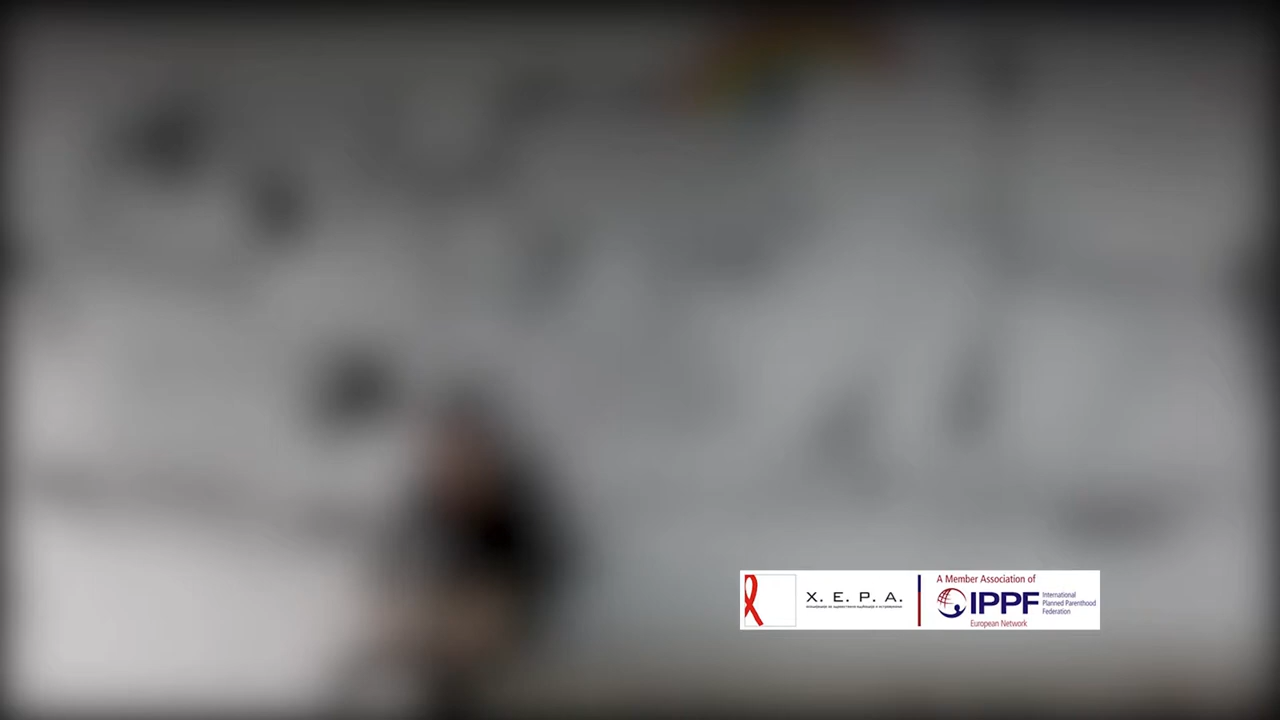 X. E. P. A.
A Member Association of
IPPF
International
Planned Parenthood
Federation
European Network